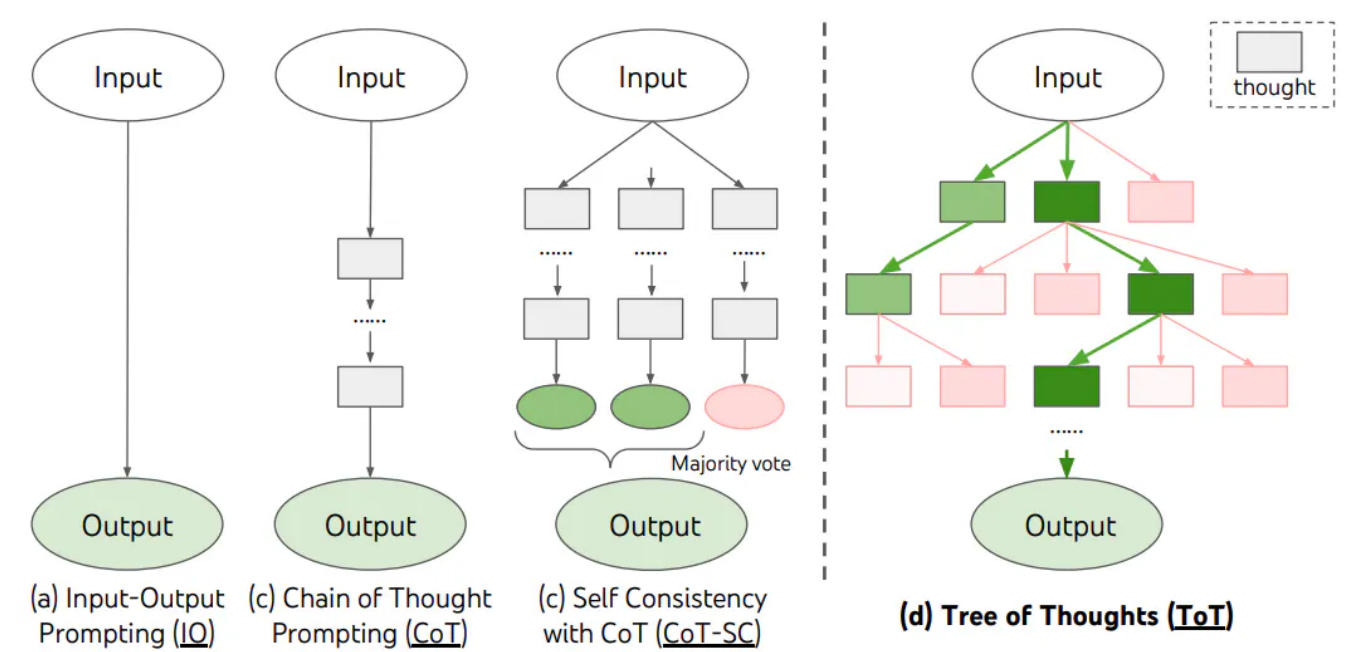 Input
Input
Input
Input
thought
......
......
......
......
......
Majority vote
Output
Output
Output
Output
(a) Input-Output
Prompting (IO)
(c) Chain of Thought
Prompting (CoT)
(c) Self Consistency
with CoT (CoT-SC)
(d) Tree of Thoughts (ToT)